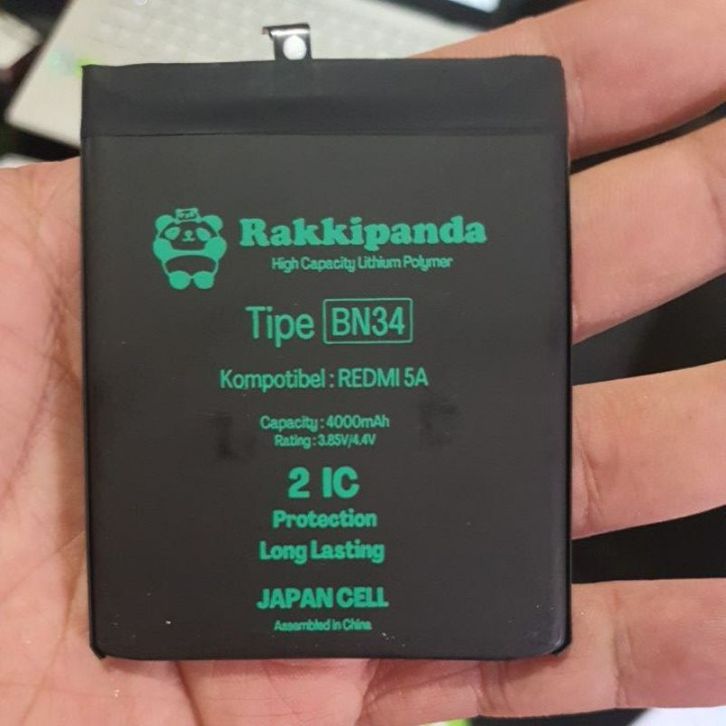 Rakkipanda
High Capacity Lithium Polymer
Tipe BN34
Kompotibel : REDMI 5A
Capacity : 4000mAh
Rating : 3.85V/4.4V
2 IC
Protection
Long Lasting
JAPAN CELL
Assembled in China